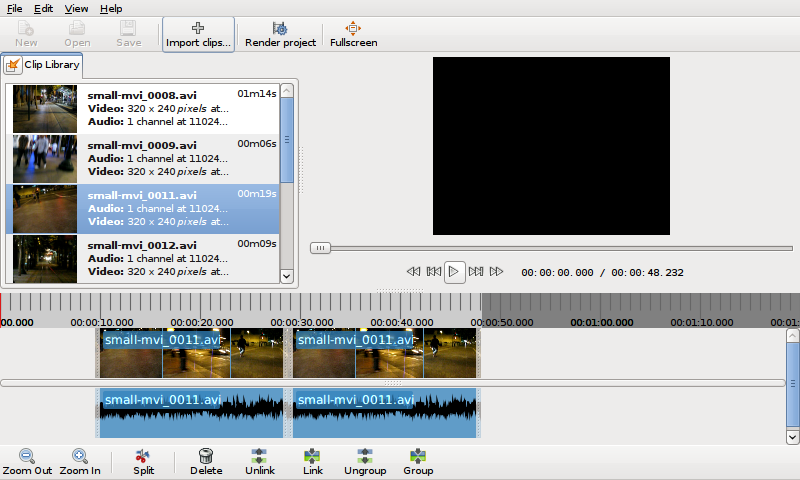 File Edit View Help
New Open Save Import clips... Render project Fullscreen
Clip Library
small-mvi_0008.avi 01m14s
Video: 320 x 240 pixels at...
Audio: 1 channel at 11024...
small-mvi_0009.avi 00m06s
Audio: 1 channel at 11024...
Video: 320 x 240 pixels at...
small-mvi_0011.avi 00m19s
Audio: 1 channel at 11024...
Video: 320 x 240 pixels at...
small-mvi_0012.avi 00m09s
Audio: 1 channel at 11024...
Video: 320 x 240 pixels at...
00:00:00.000 / 00:00:48.232
00.000 00:00:10.000 00:00:20.000 00:00:30.000 00:00:40.000 00:00:50.000 00:01:00.000 00:01:10.000 00:01:
small-mvi_0011.avi small-mvi_0011.avi
small-mvi_0011.avi small-mvi_0011.avi
Zoom Out Zoom In Split Delete Unlink Link Ungroup Group